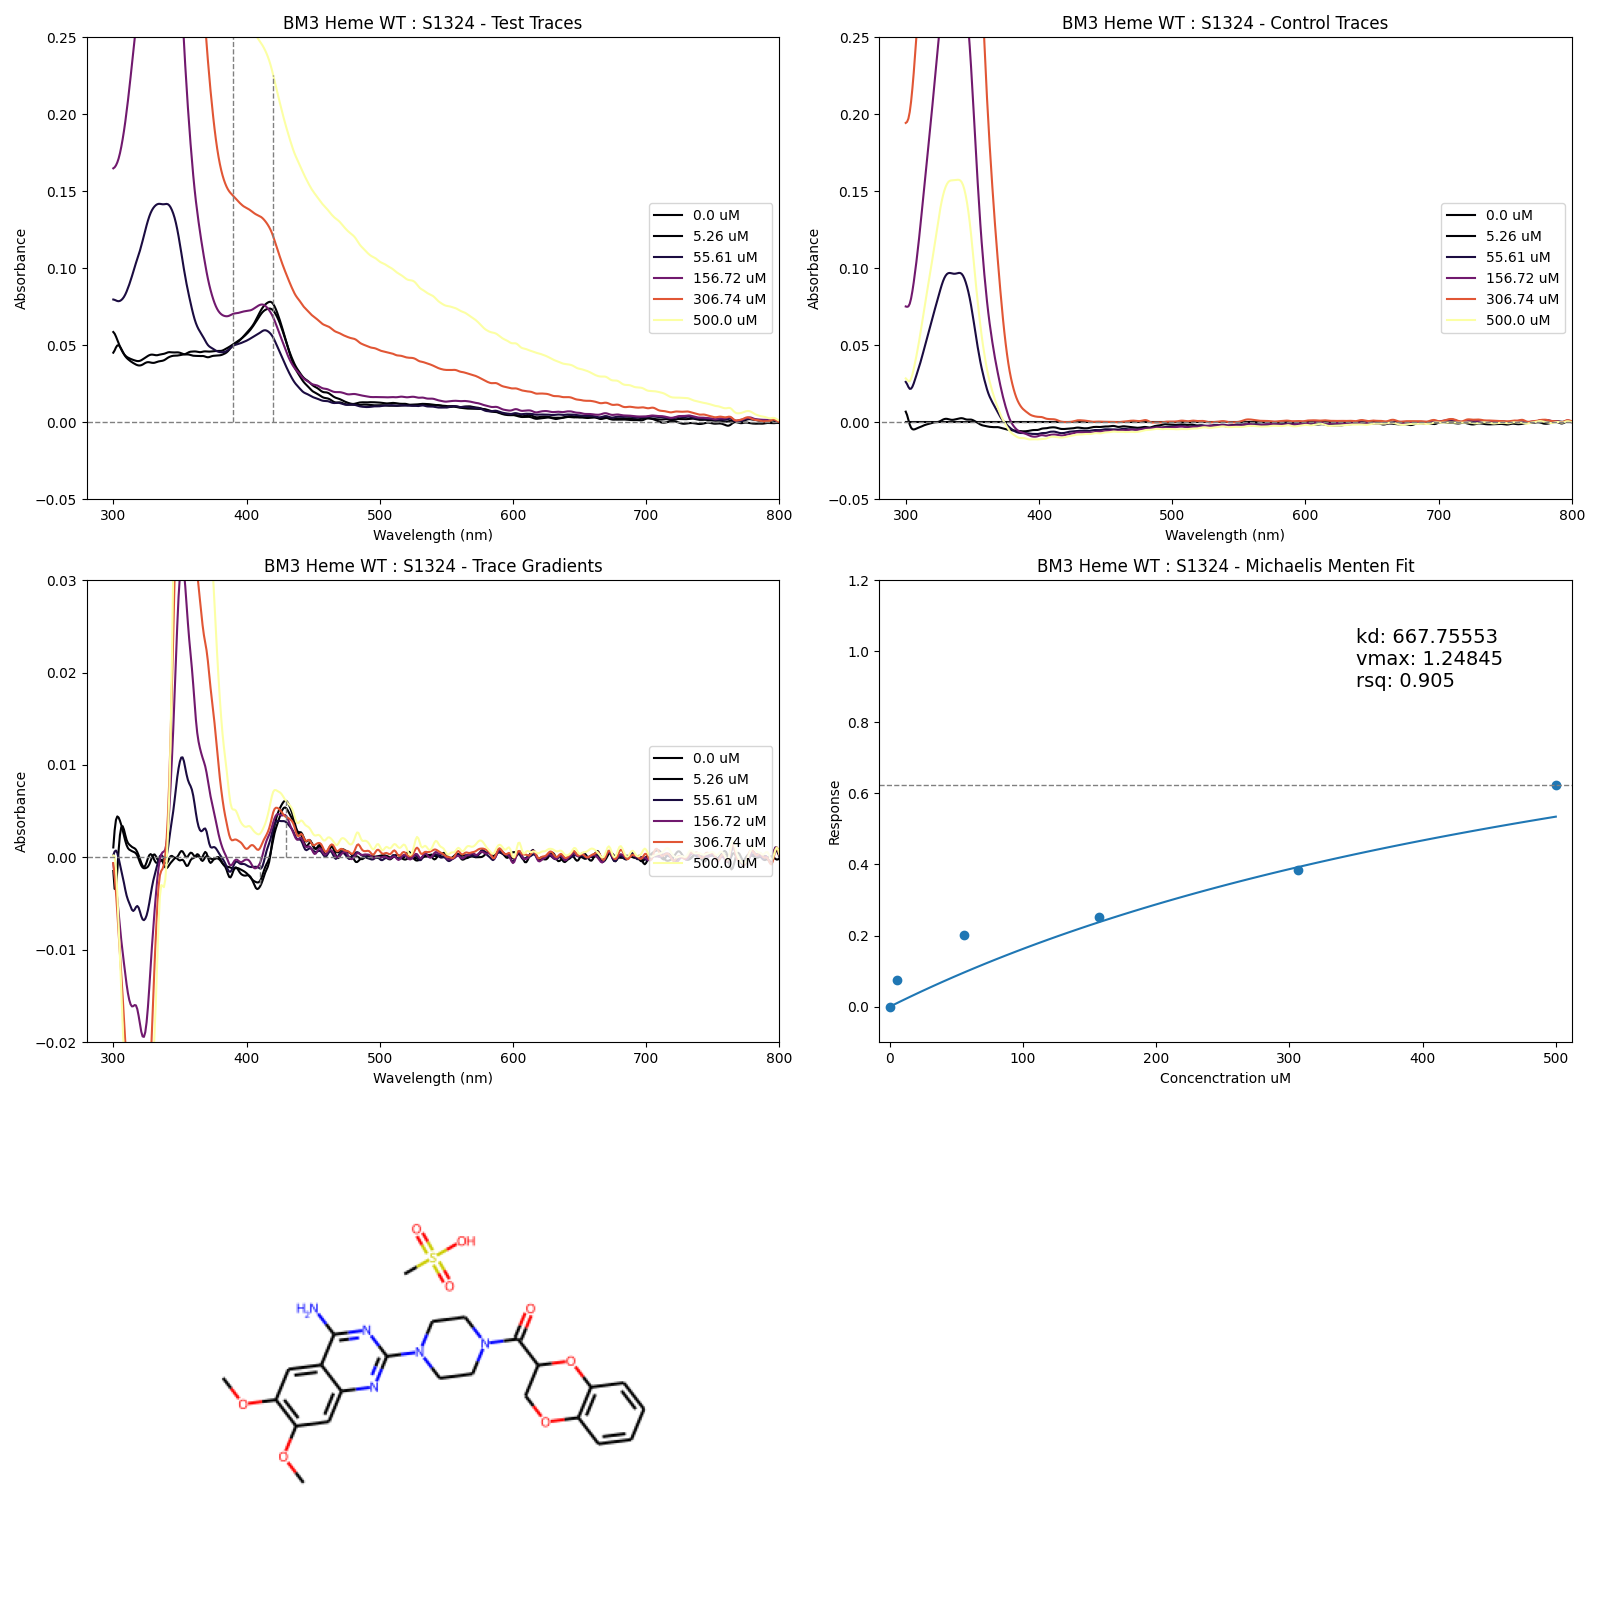 BM3 Heme WT : S1324 - Test Traces
0.25
0.20
0.15
0.10
0.05
0.00
−0.05
Absorbance
300
400
500
600
700
800
Wavelength (nm)
0.0 uM
5.26 uM
55.61 uM
156.72 uM
306.74 uM
500.0 uM
BM3 Heme WT : S1324 - Control Traces
0.25
0.20
0.15
0.10
0.05
0.00
−0.05
Absorbance
300
400
500
600
700
800
Wavelength (nm)
0.0 uM
5.26 uM
55.61 uM
156.72 uM
306.74 uM
500.0 uM
BM3 Heme WT : S1324 - Trace Gradients
0.03
0.02
0.01
0.00
−0.01
−0.02
Absorbance
300
400
500
600
700
800
Wavelength (nm)
0.0 uM
5.26 uM
55.61 uM
156.72 uM
306.74 uM
500.0 uM
BM3 Heme WT : S1324 - Michaelis Menten Fit
1.2
1.0
0.8
0.6
0.4
0.2
0.0
Response
0
100
200
300
400
500
Concenctration uM
kd: 667.75553
vmax: 1.24845
rsq: 0.905
O
OH
S
O
H2N
N
N
N
N
O
O
O
O
O